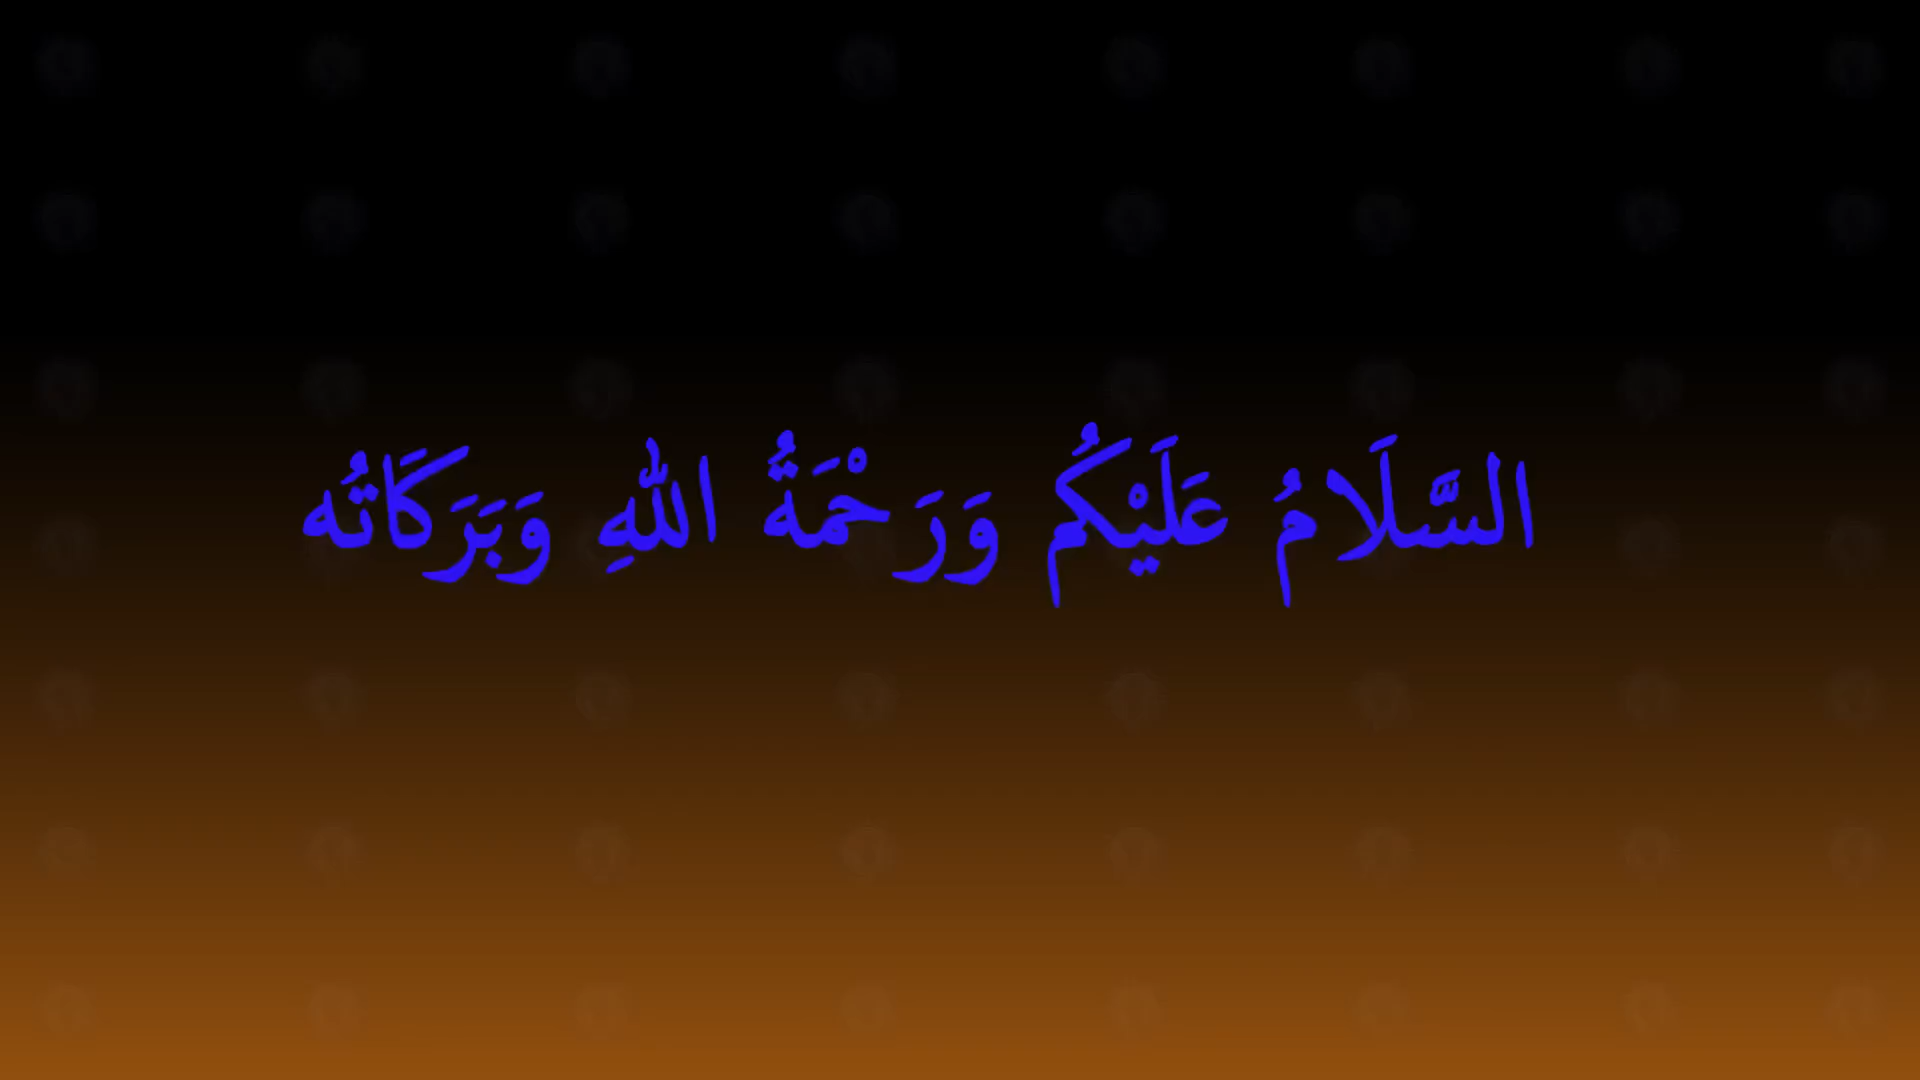 السَّلَامُ عَلَيْكُم وَرَحْمَةُ اللهِ وَبَرَكَاتُه